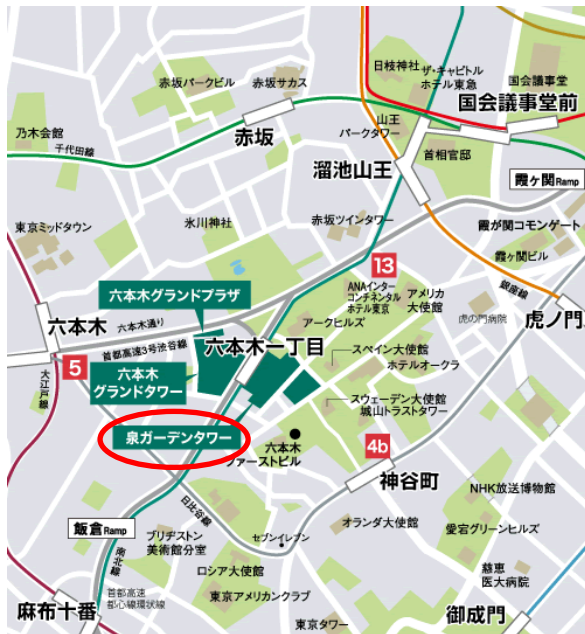 日枝神社
ザ・キャピトル
ホテル東急
国会議事堂
赤坂パークビル
赤坂サカス
国会議事堂前
山王
パークタワー
乃木会館
千代田線
赤坂
溜池山王
首相官邸
霞ヶ関Ramp
東京ミッドタウン
氷川神社
赤坂ツインタワー
霞が関コモンゲート
霞ヶ関ビル
13
ANAインター
コンチネンタル
ホテル東京
アメリカ
大使館
銀座線
六本木グランドプラザ
六本木
六本木通り
首都高速3号渋谷線
六本木一丁目
アークヒルズ
虎の門病院
虎ノ門
5
大江戸線
六本木
グランドタワー
スペイン大使館
ホテルオークラ
スウェーデン大使館
城山トラストタワー
泉ガーデンタワー
六本木
ファーストビル
4b
神谷町
NHK放送博物館
日比谷線
飯倉Ramp
南北線
ブリヂストン
美術館分室
セブンイレブン
オランダ大使館
愛宕グリーンヒルズ
ロシア大使館
慈恵
医大病院
首都高速
都心線環状線
東京アメリカンクラブ
麻布十番
東京タワー
御成門